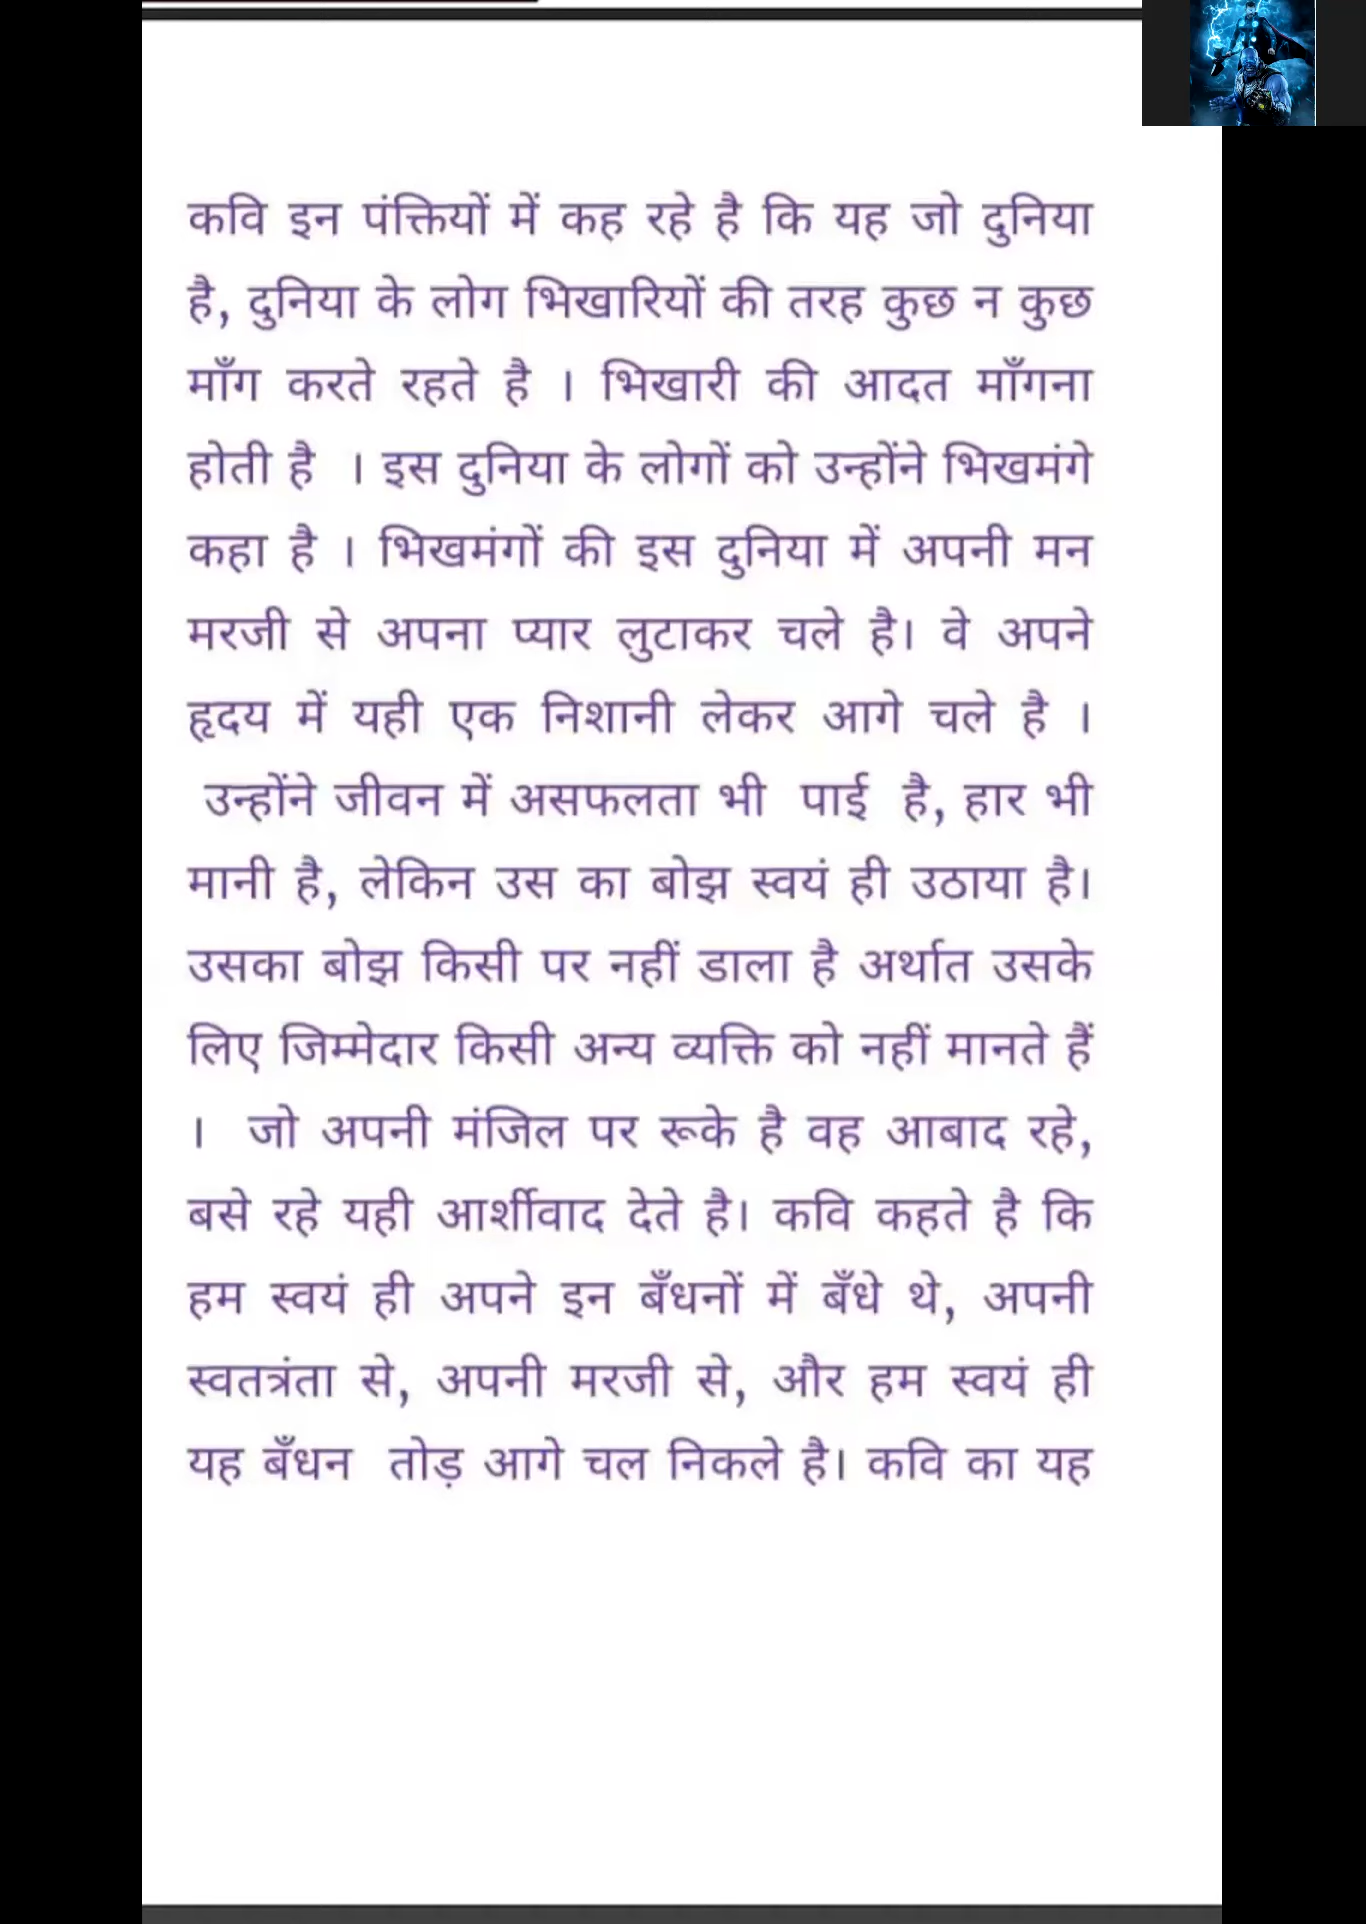 कवि इन पंक्तियों में कह रहे है कि यह जो दुनिया
है, दुनिया के लोग भिखारियों की तरह कुछ न कुछ
माँग करते रहते है । भिखारी की आदत माँगना
होती है । इस दुनिया के लोगों को उन्होंने भिखमंगे
कहा है । भिखमंगों की इस दुनिया में अपनी मन
मरजी से अपना प्यार लुटाकर चले है। वे अपने
हृदय में यही एक निशानी लेकर आगे चले है ।
उन्होंने जीवन में असफलता भी पाई है, हार भी
मानी है, लेकिन उस का बोझ स्वयं ही उठाया है।
उसका बोझ किसी पर नहीं डाला है अर्थात उसके
लिए जिम्मेदार किसी अन्य व्यक्ति को नहीं मानते हैं
। जो अपनी मंजिल पर रूके है वह आबाद रहे,
बसे रहे यही आर्शीवाद देते है। कवि कहते है कि
हम स्वयं ही अपने इन बँधनों में बँधे थे, अपनी
स्वतत्रंता से, अपनी मरजी से, और हम स्वयं ही
यह बँधन तोड़ आगे चल निकले है। कवि का यह